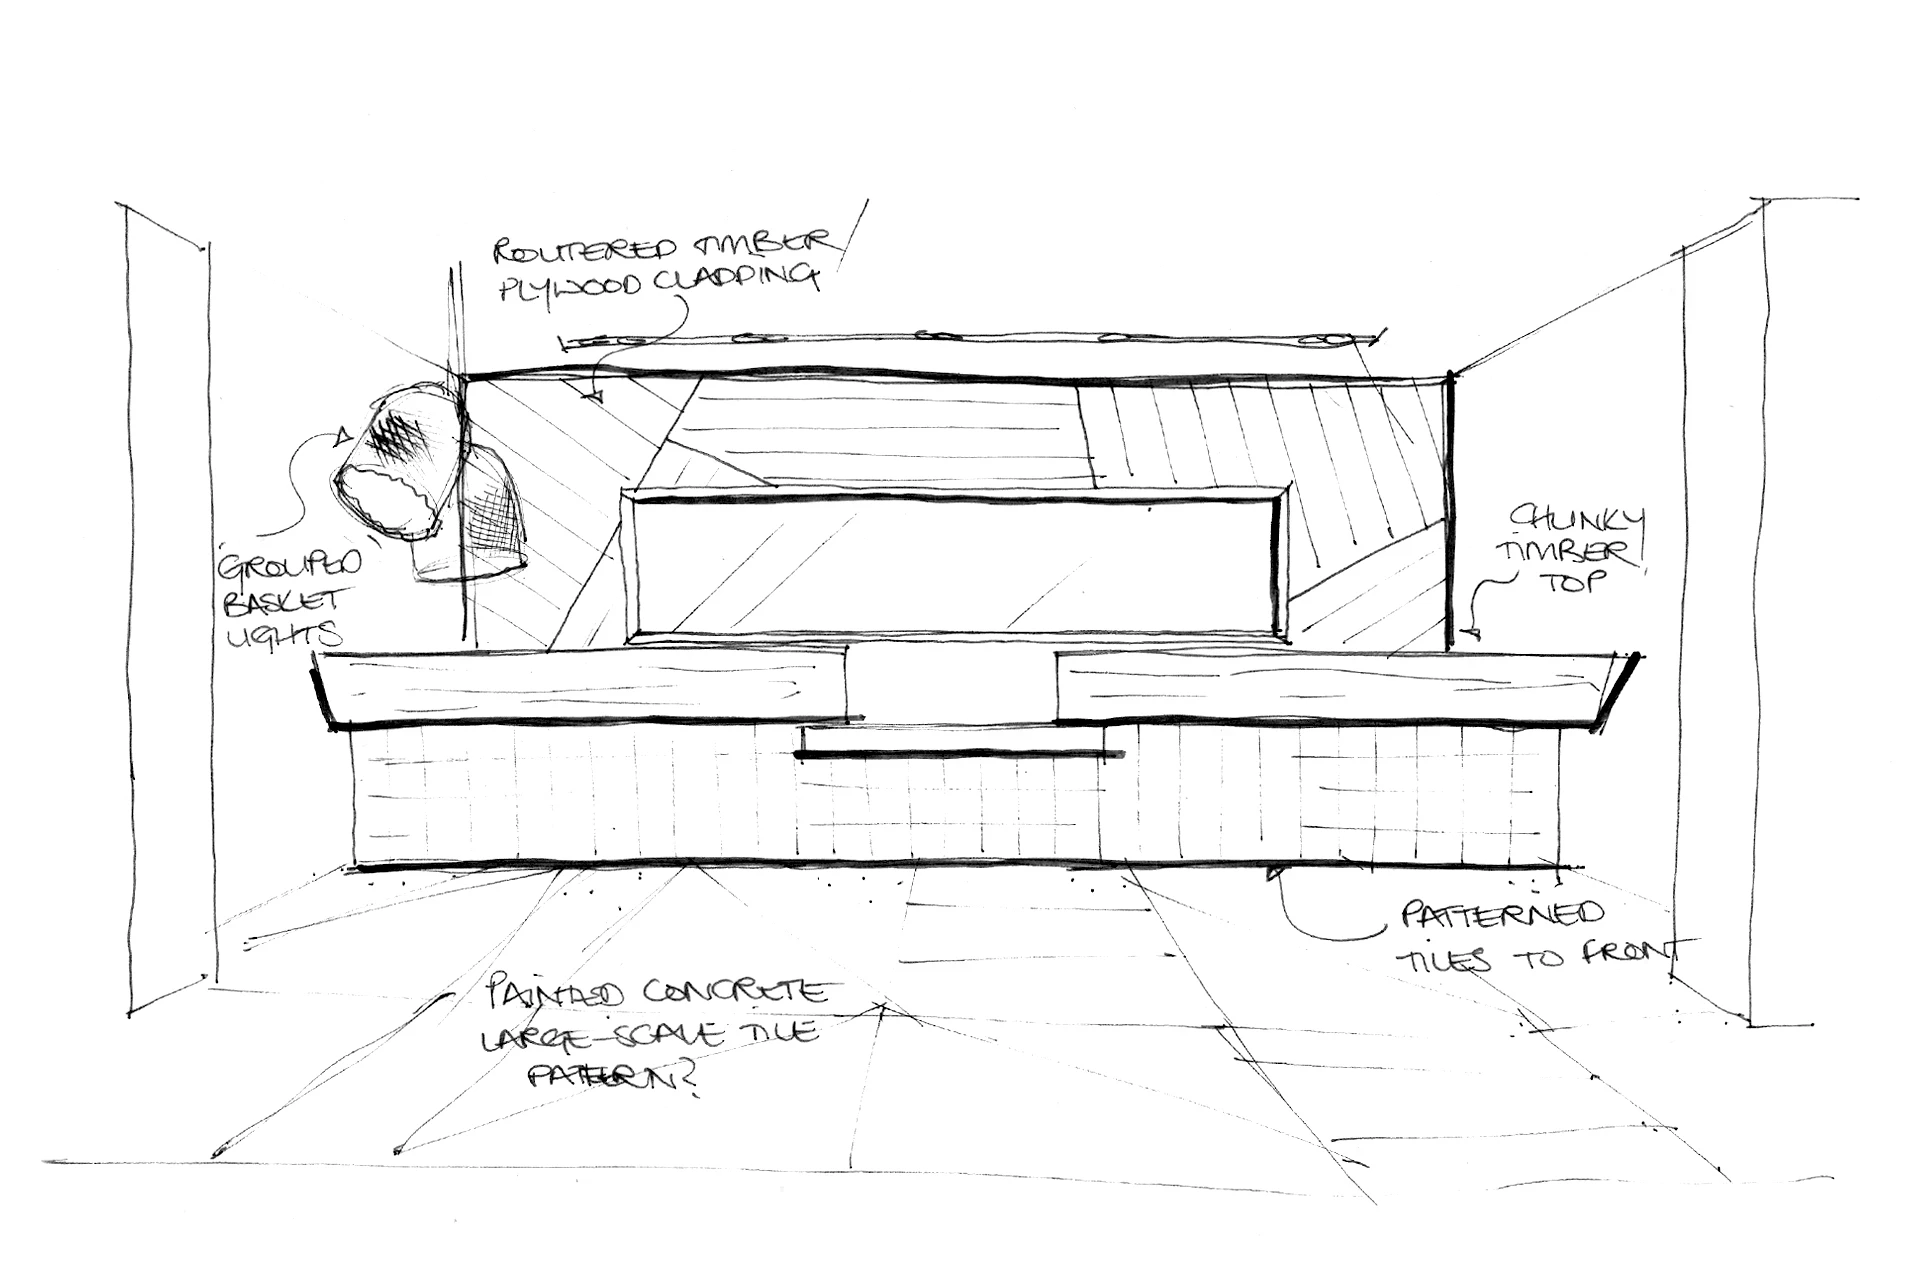 ROUTERED TIMBER
PLYWOOD CLADDING
GROUPED
BASKET
LIGHTS
CHUNKY
TIMBER
TOP
PATTERNED
TILES TO FRONT
PAINTED CONCRETE
LARGE-SCALE TILE
PATTERN?